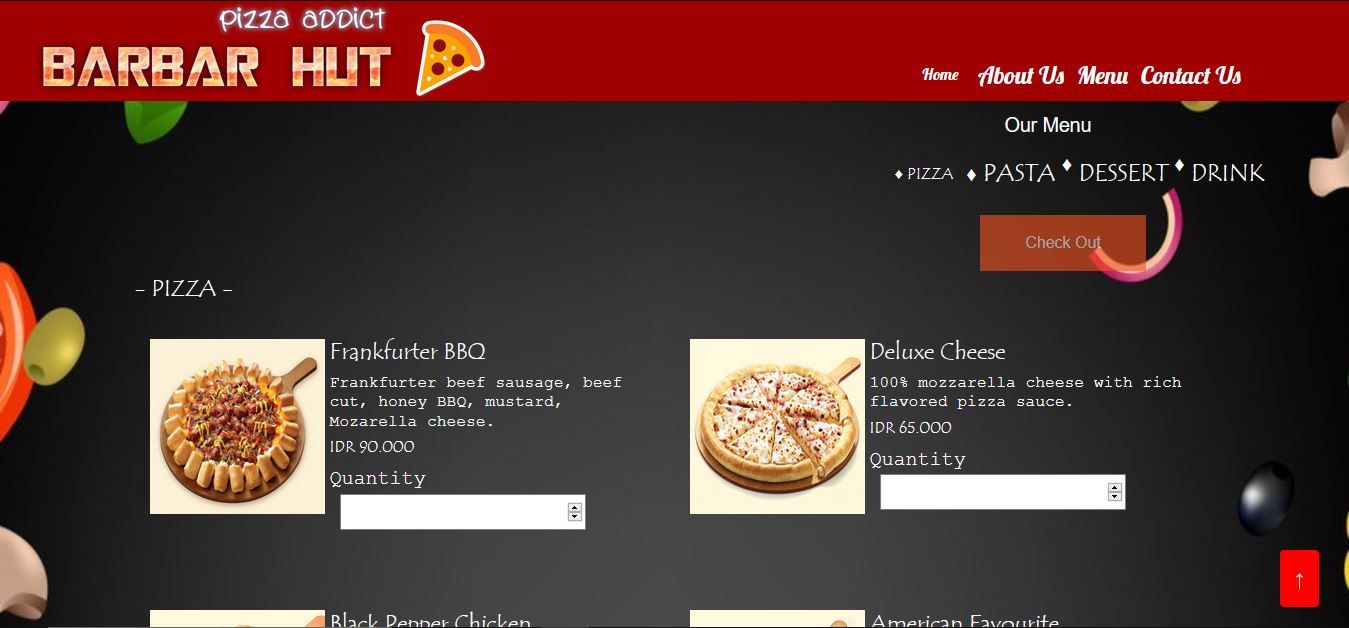 pizza addict
BARBAR HUT
Home About Us Menu Contact Us
Our Menu
♦ PIZZA ♦ PASTA ♦ DESSERT ♦ DRINK
Check Out
– PIZZA –
Frankfurter BBQ
Frankfurter beef sausage, beef
cut, honey BBQ, mustard,
Mozarella cheese.
IDR 90.000
Quantity
Deluxe Cheese
100% mozzarella cheese with rich
flavored pizza sauce.
IDR 65.000
Quantity
↑
Black Pepper Chicken
American Favourite